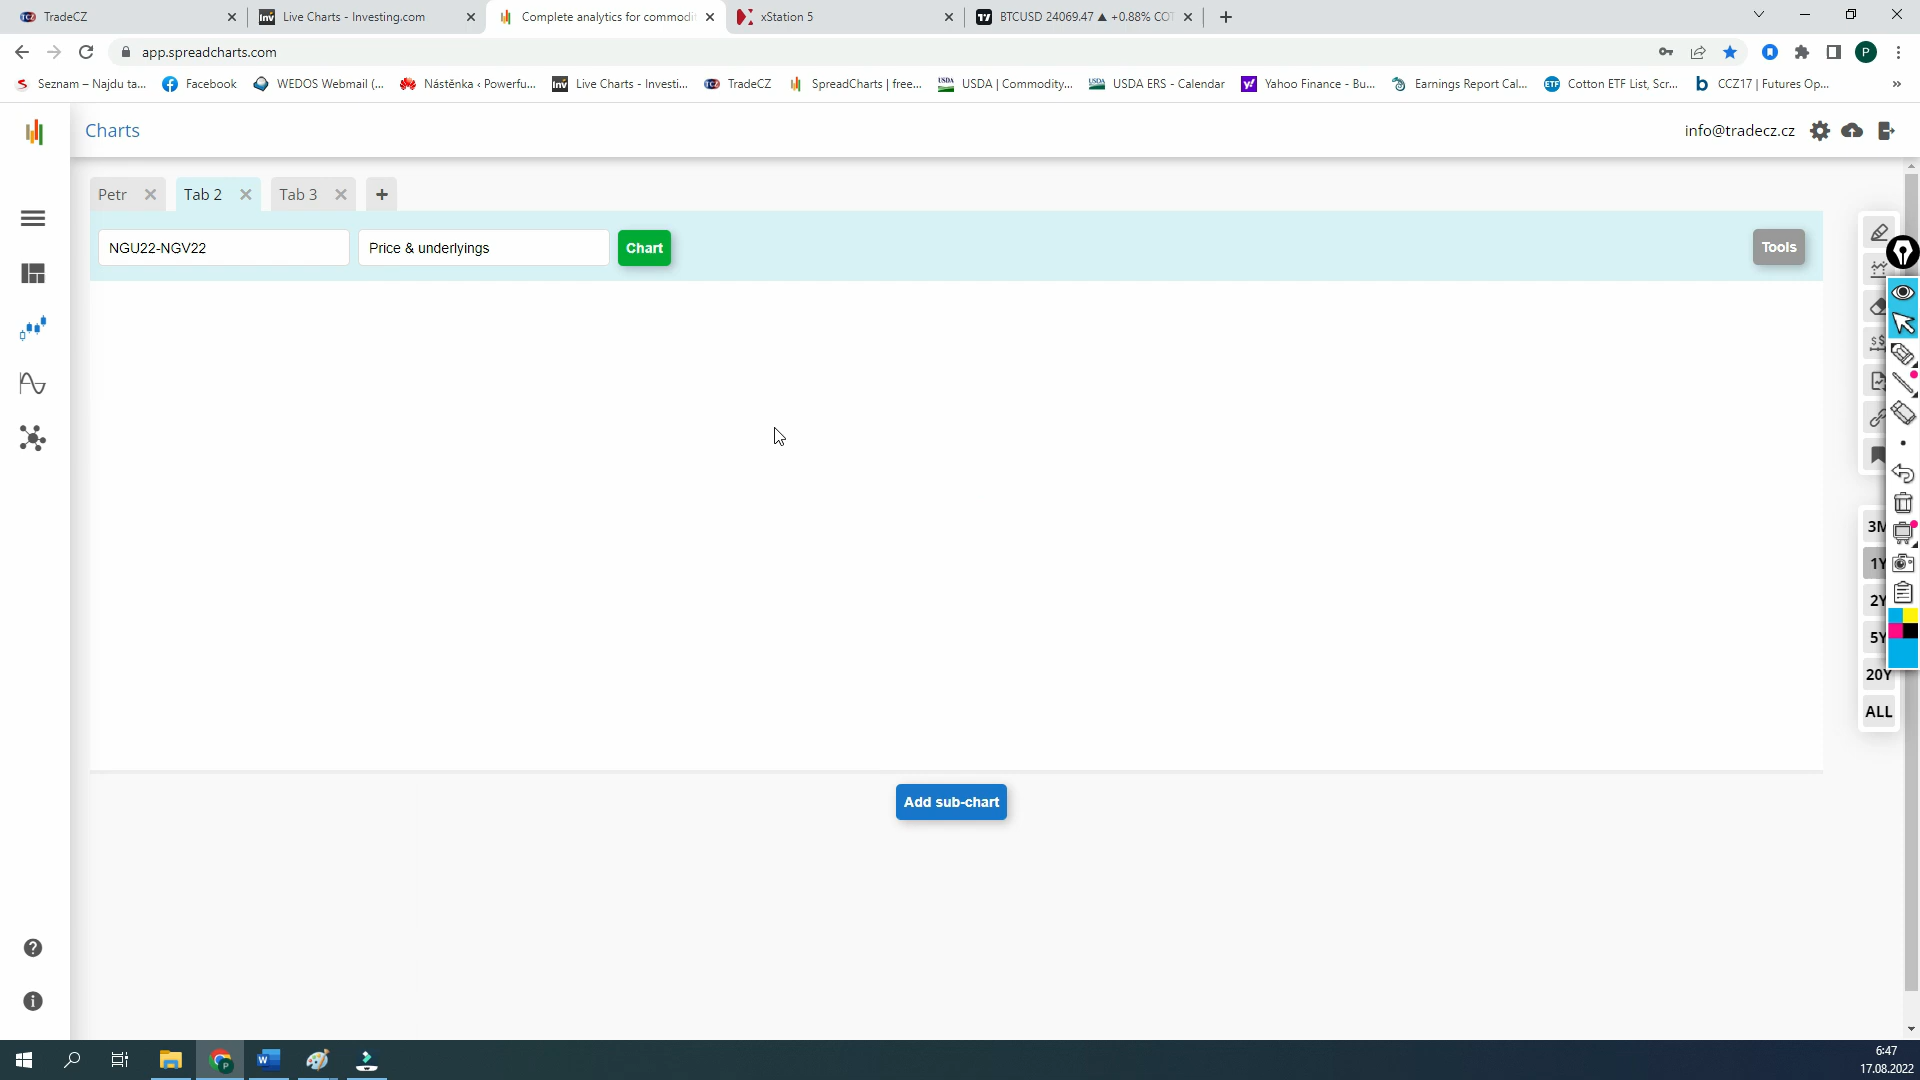 TradeCZ
Live Charts - Investing.com
Complete analytics for commodi
xStation 5
BTCUSD 24069.47 ▲ +0.88% COT
app.spreadcharts.com
P
Seznam – Najdu ta...
Facebook
WEDOS Webmail (...
Nástěnka ‹ Powerfu...
Live Charts - Investi...
TradeCZ
SpreadCharts | free...
USDA | Commodity...
USDA ERS - Calendar
Yahoo Finance - Bu...
Earnings Report Cal...
Cotton ETF List, Scr...
CCZ17 | Futures Op...
»
Charts
info@tradecz.cz
Petr
Tab 2
Tab 3
+
NGU22-NGV22
Price & underlyings
Chart
Tools
3M
1Y
2Y
5Y
20Y
ALL
Add sub-chart
6:47
17.08.2022